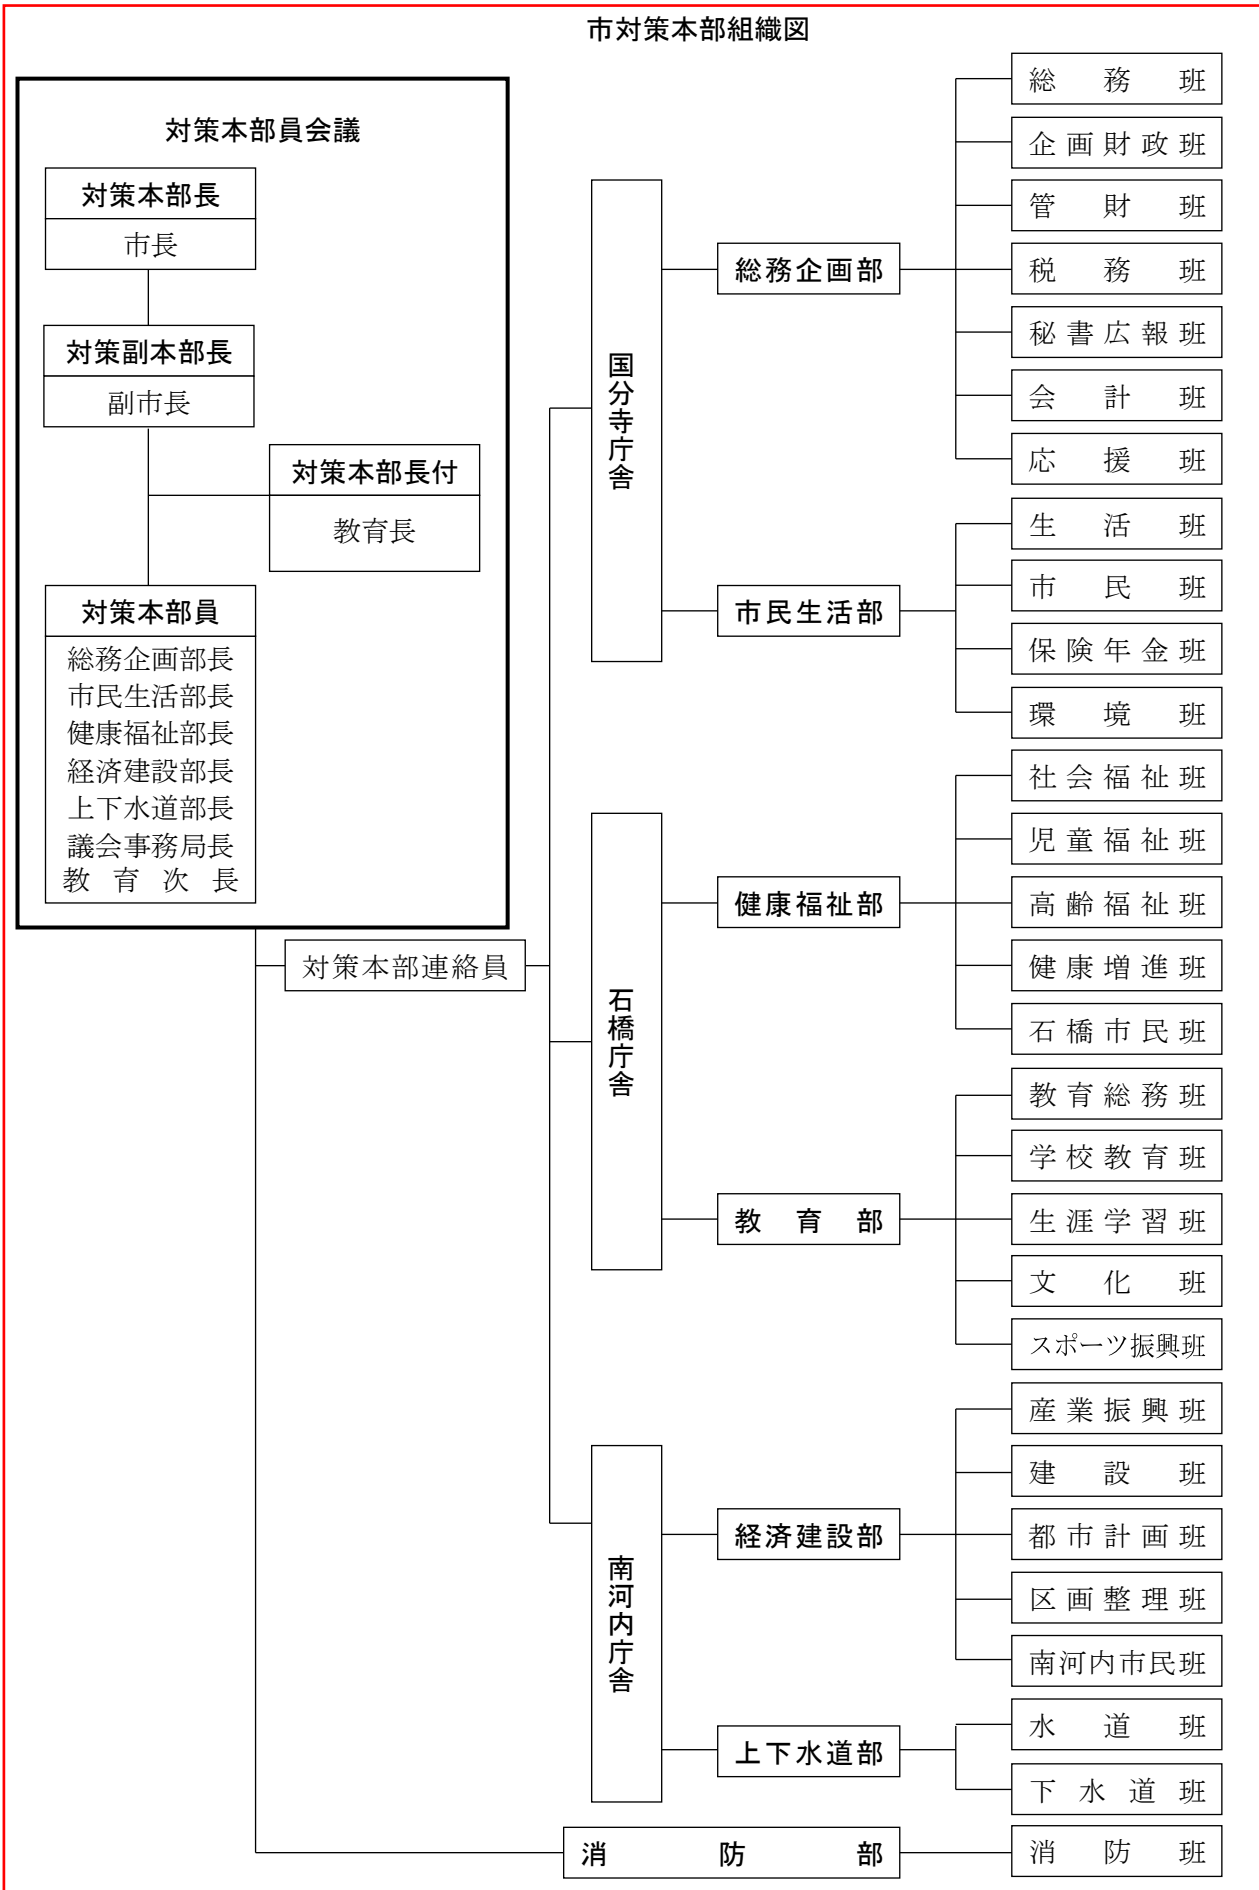 市対策本部組織図
対策本部員会議
対策本部長
市長
対策副本部長
副市長
対策本部長付
教育長
対策本部員
総務企画部長
市民生活部長
健康福祉部長
経済建設部長
上下水道部長
議会事務局長
教育次長
対策本部連絡員
国分寺庁舎
総務企画部
総務班
企画財政班
管財班
税務班
秘書広報班
会計班
応援班
市民生活部
生活班
市民班
保険年金班
環境班
石橋庁舎
健康福祉部
社会福祉班
児童福祉班
高齢福祉班
健康増進班
石橋市民班
教育部
教育総務班
学校教育班
生涯学習班
文化班
スポーツ振興班
南河内庁舎
経済建設部
産業振興班
建設班
都市計画班
区画整理班
南河内市民班
上下水道部
水道班
下水道班
消防部
消防班